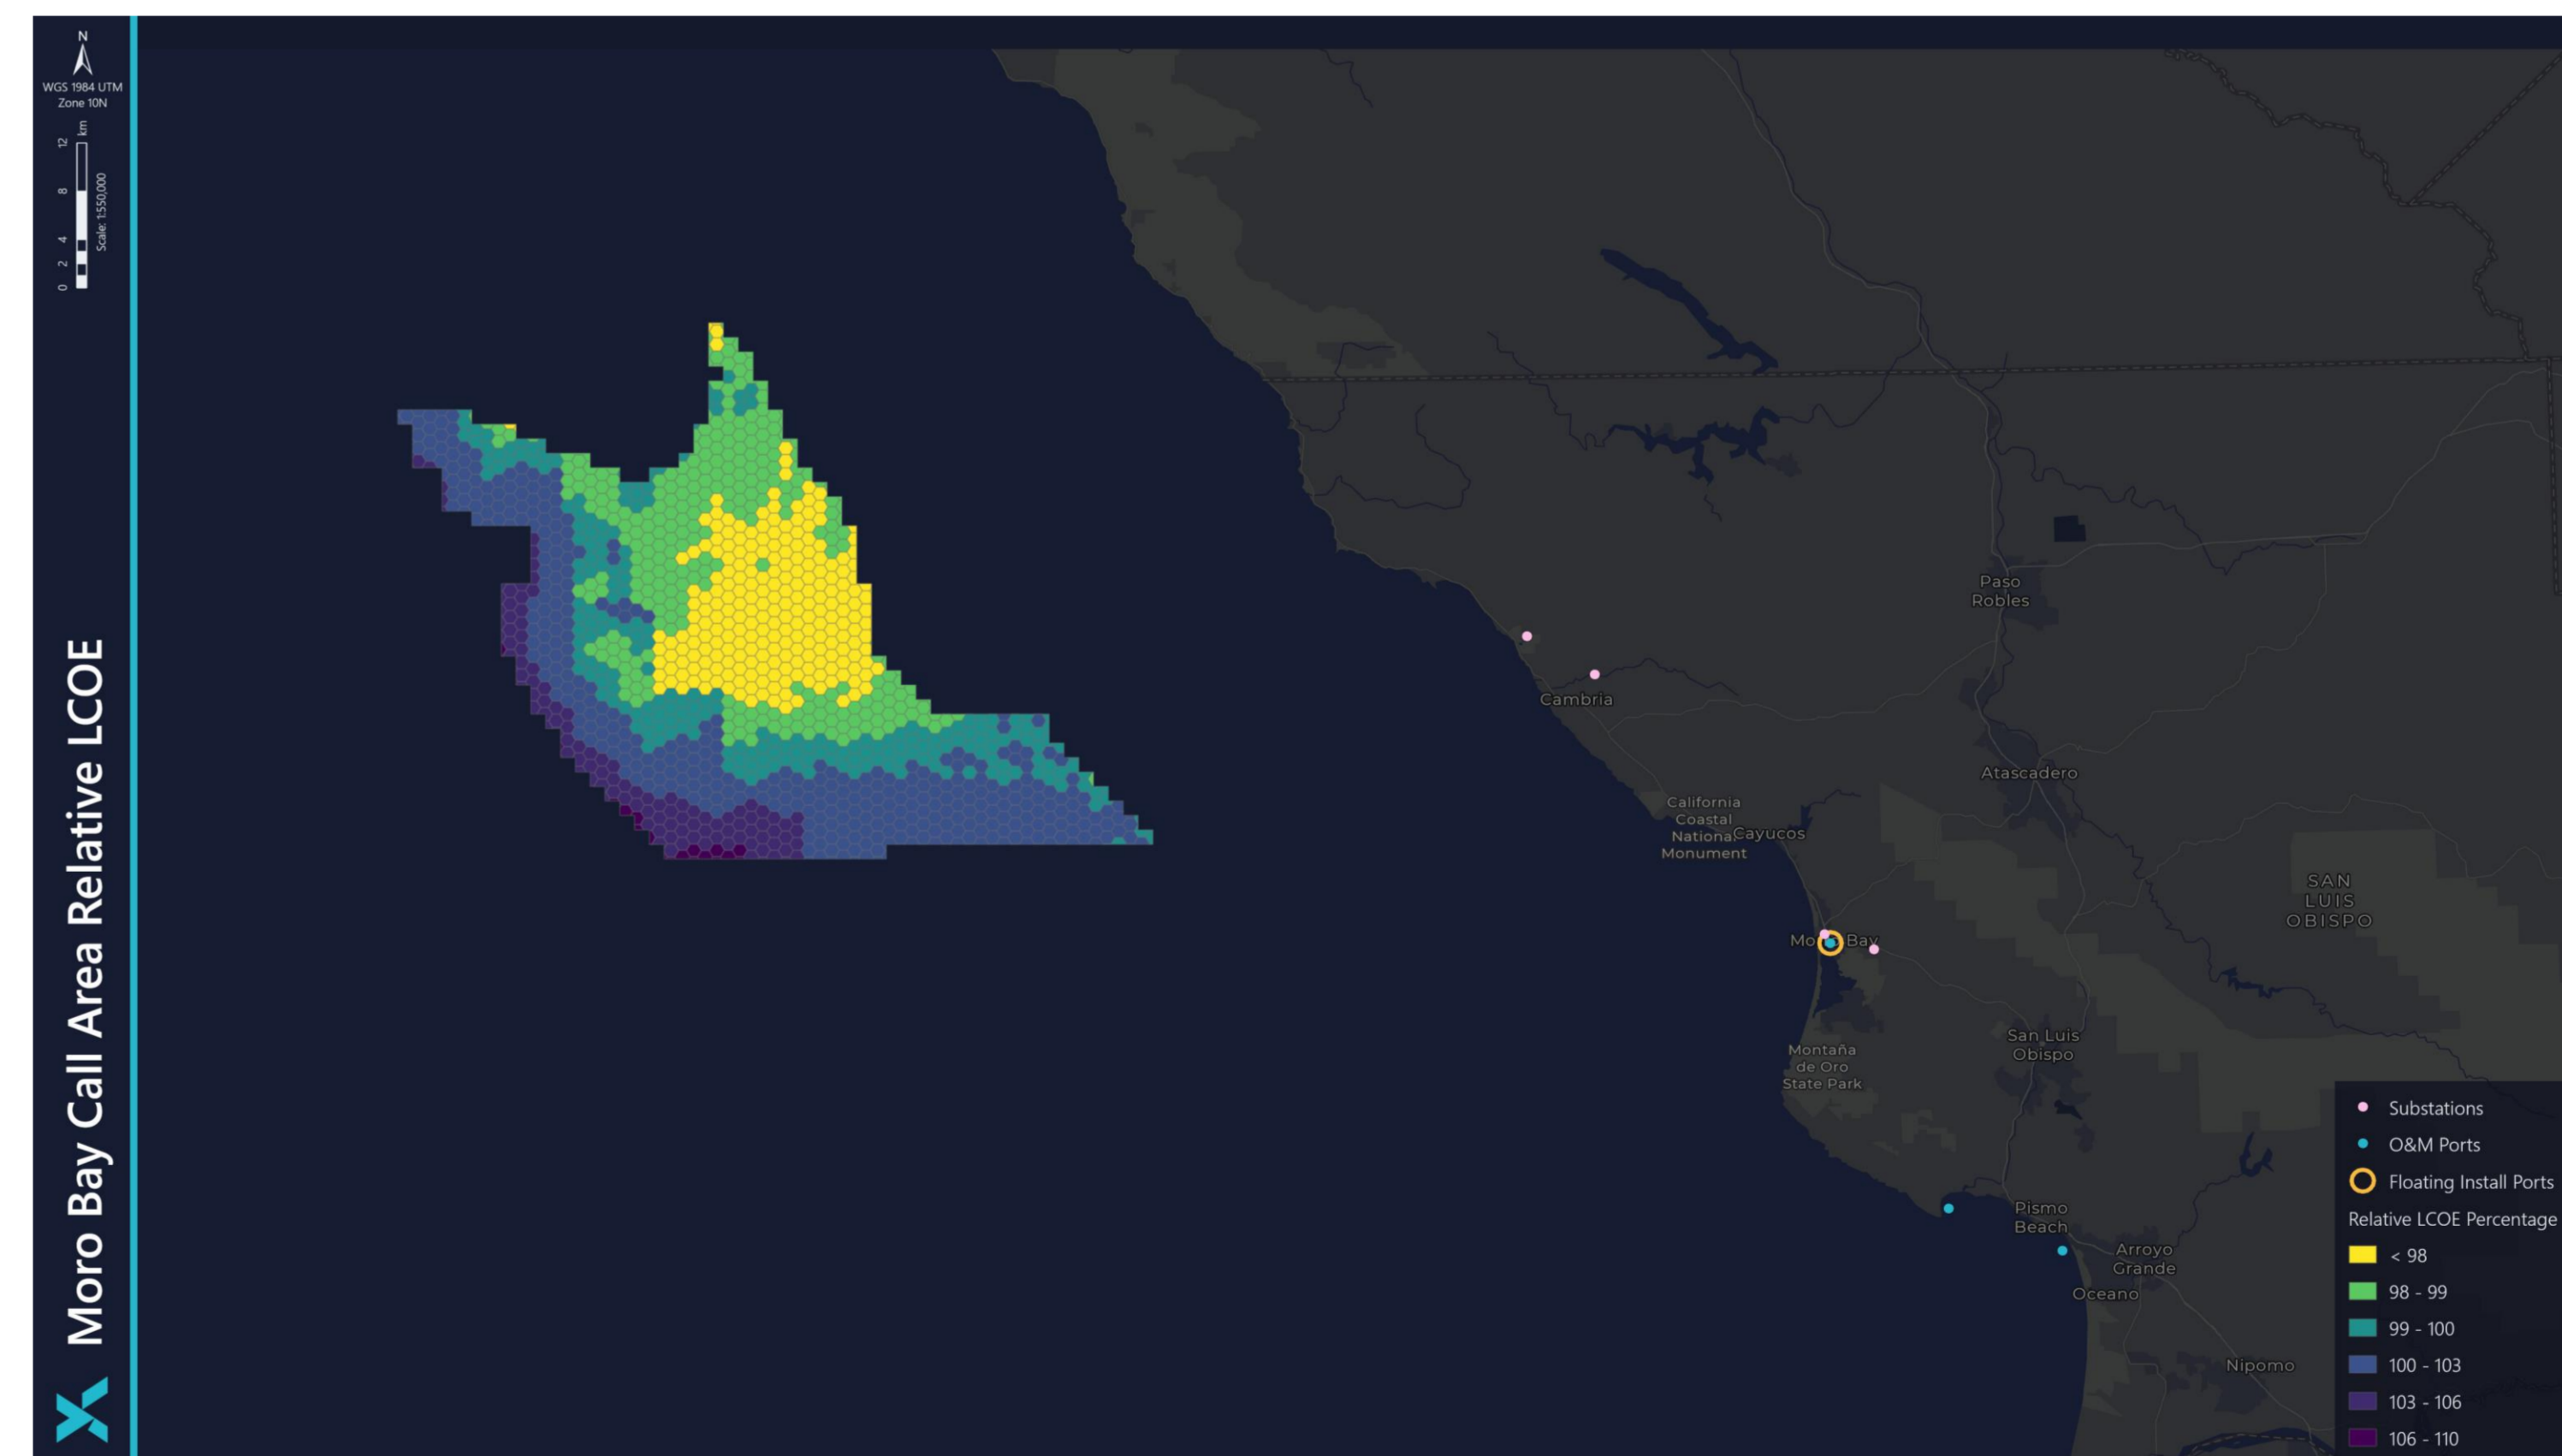 N
WGS 1984 UTM
Zone 10N
0 2 4 8 12 km
Scale: 1:550,000
Moro Bay Call Area Relative LCOE
Paso
Robles
Cambria
Atascadero
California
Coastal
National
Monument
Cayucos
SAN
LUIS
OBISPO
Mo Bay
San Luis
Obispo
Montaña
de Oro
State Park
Pismo
Beach
Arroyo
Grande
Oceano
Nipomo
Substations
O&M Ports
Floating Install Ports
Relative LCOE Percentage
< 98
98 - 99
99 - 100
100 - 103
103 - 106
106 - 110